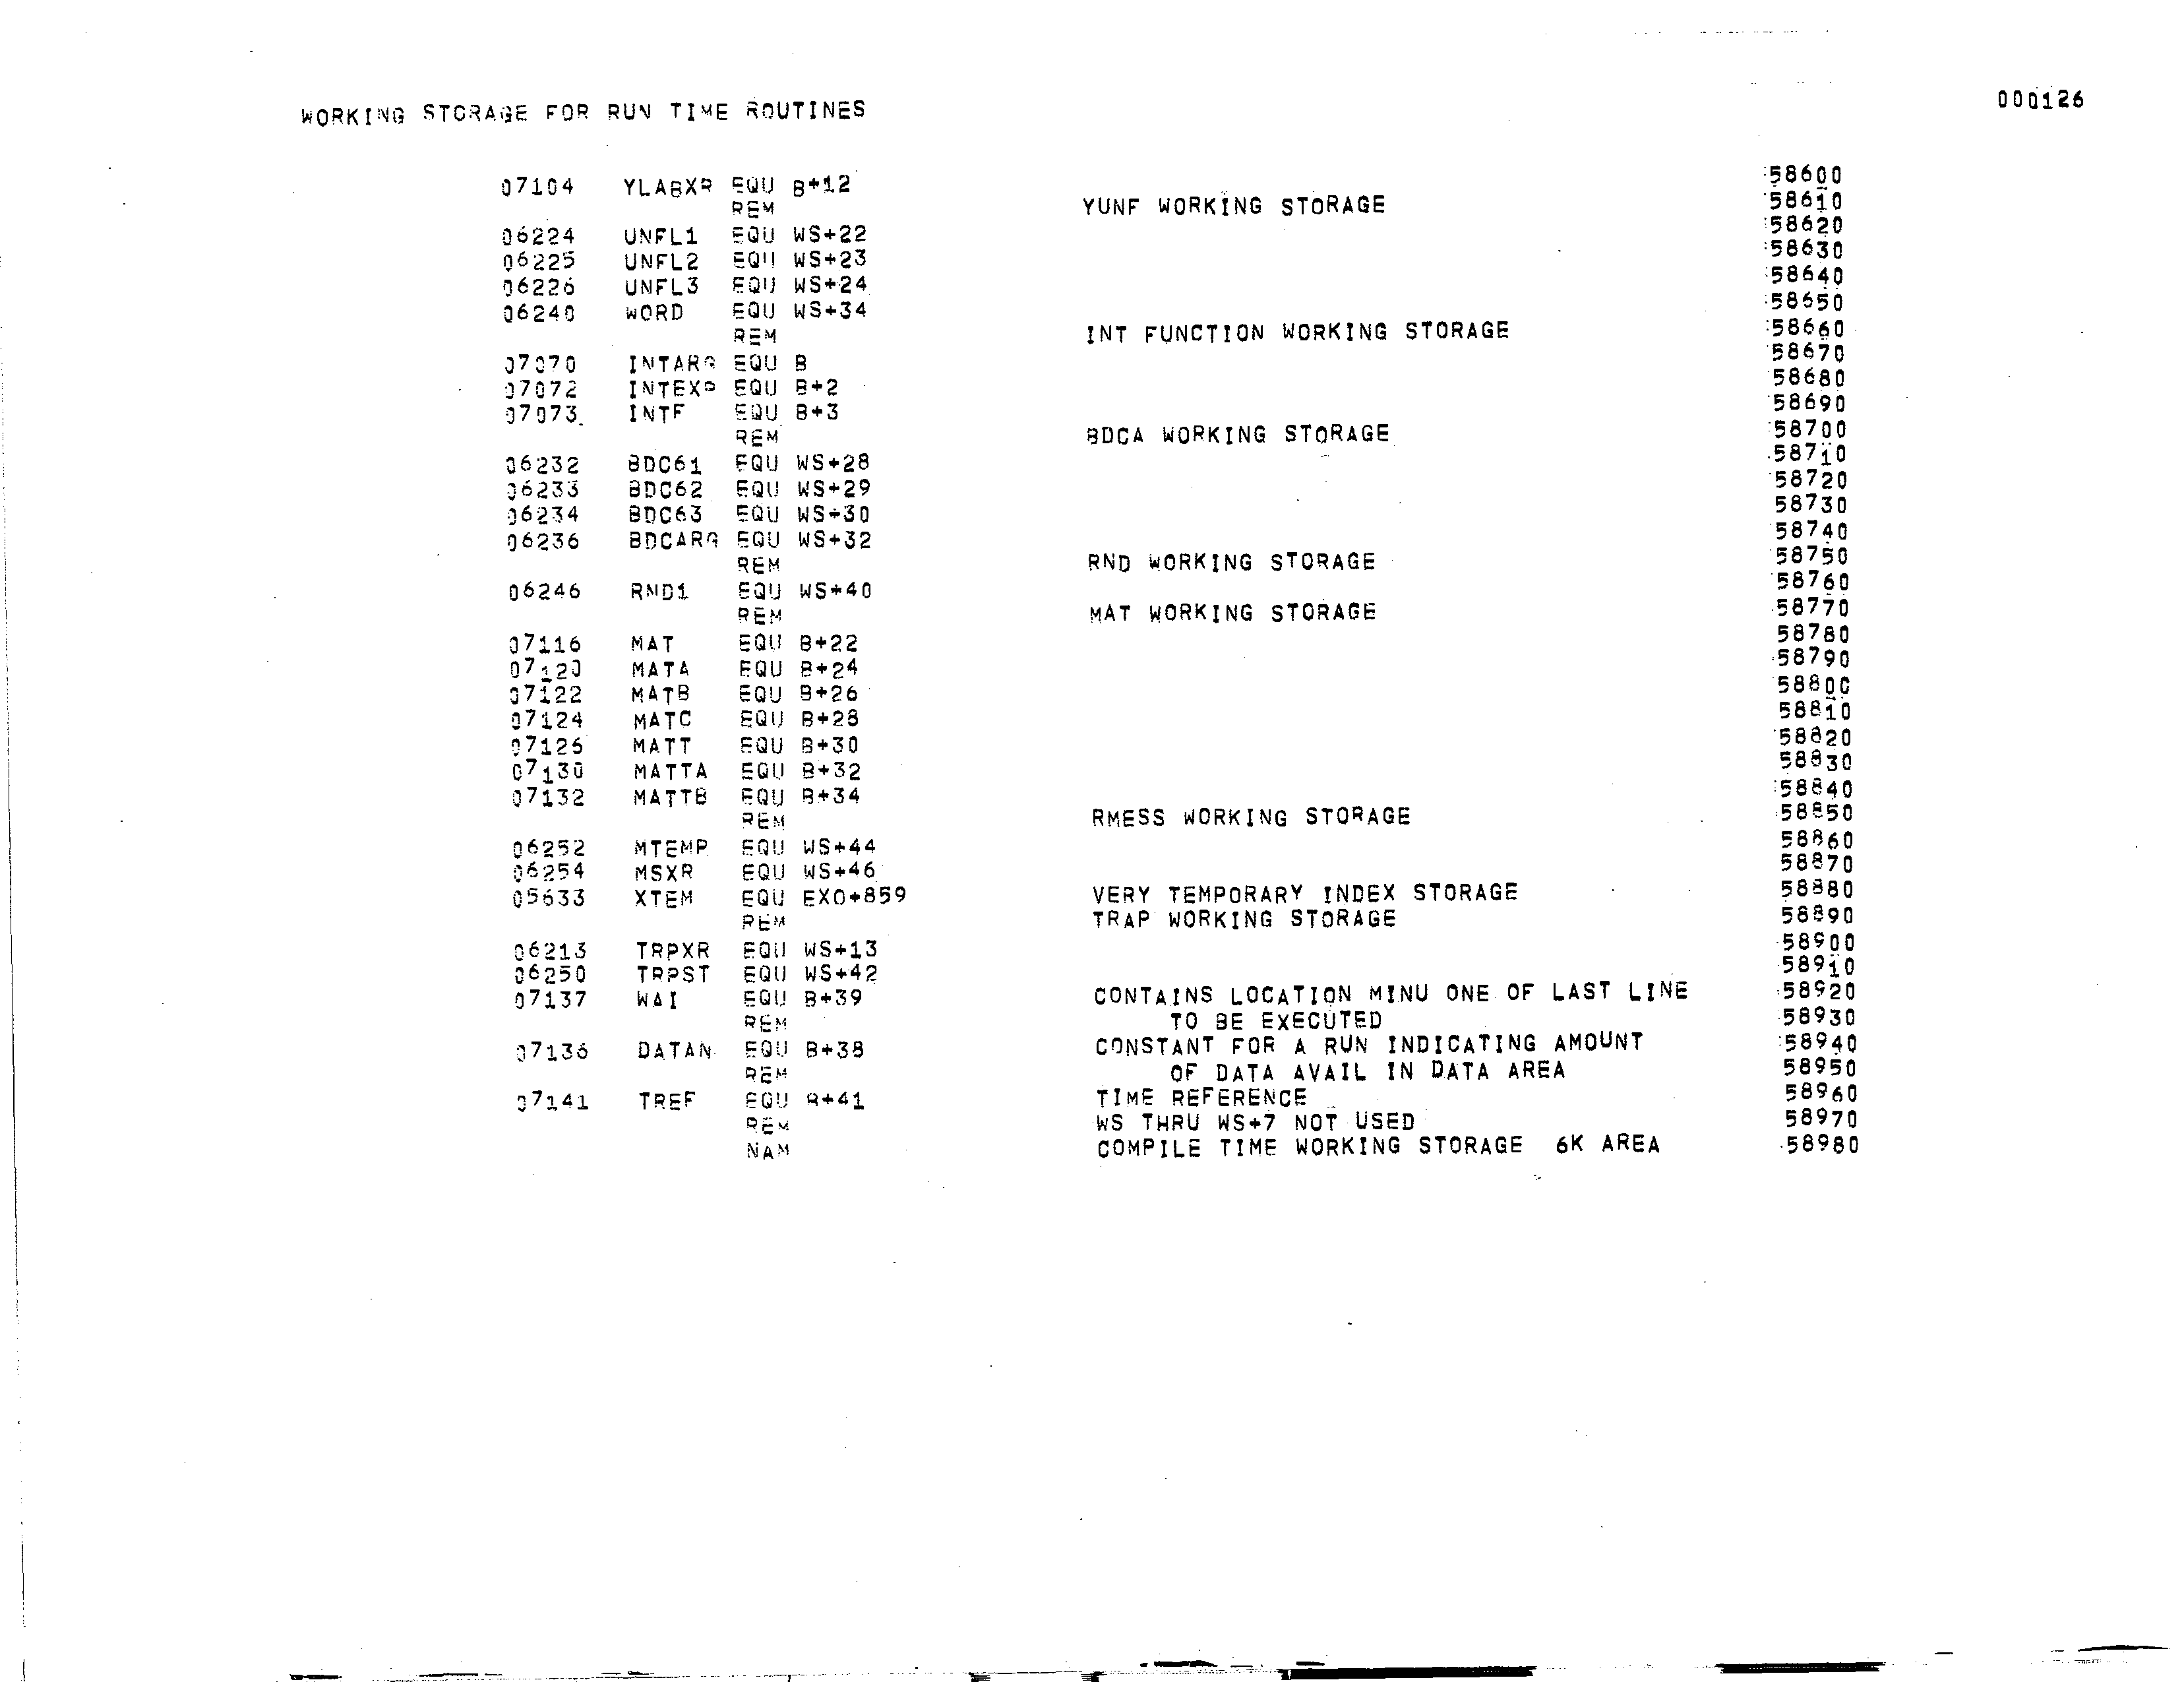 000126
WORKING STORAGE FOR RUN TIME ROUTINES
07104 YLABXR EQU B+12 58600
REM YUNF WORKING STORAGE 58610
06224 UNFL1 EQU WS+22 58620
06225 UNFL2 EQU WS+23 58630
06226 UNFL3 EQU WS+24 58640
06240 WORD EQU WS+34 58650
REM INT FUNCTION WORKING STORAGE 58660
07070 INTARG EQU B 58670
07072 INTEXP EQU B+2 58680
07073 INTF EQU B+3 58690
REM BDCA WORKING STORAGE 58700
06232 BDC61 EQU WS+28 58710
06233 BDC62 EQU WS+29 58720
06234 BDC63 EQU WS+30 58730
06236 BDCARG EQU WS+32 58740
REM RND WORKING STORAGE 58750
06246 RND1 EQU WS+40 58760
REM MAT WORKING STORAGE 58770
07116 MAT EQU B+22 58780
07120 MATA EQU B+24 58790
07122 MATB EQU B+26 58800
07124 MATC EQU B+28 58810
07126 MATT EQU B+30 58820
07130 MATTA EQU B+32 58830
07132 MATTB EQU B+34 58840
REM RMESS WORKING STORAGE 58850
06252 MTEMP EQU WS+44 58860
06254 MSXR EQU WS+46 58870
05633 XTEM EQU EXO+859 VERY TEMPORARY INDEX STORAGE 58880
REM TRAP WORKING STORAGE 58890
06213 TRPXR EQU WS+13 58900
06250 TRPST EQU WS+42 58910
07137 WAI EQU B+39 CONTAINS LOCATION MINU ONE OF LAST LINE 58920
REM TO BE EXECUTED 58930
07136 DATAN EQU B+38 CONSTANT FOR A RUN INDICATING AMOUNT 58940
REM OF DATA AVAIL IN DATA AREA 58950
07141 TREF EQU B+41 TIME REFERENCE 58960
REM WS THRU WS+7 NOT USED 58970
NAM COMPILE TIME WORKING STORAGE 6K AREA 58980